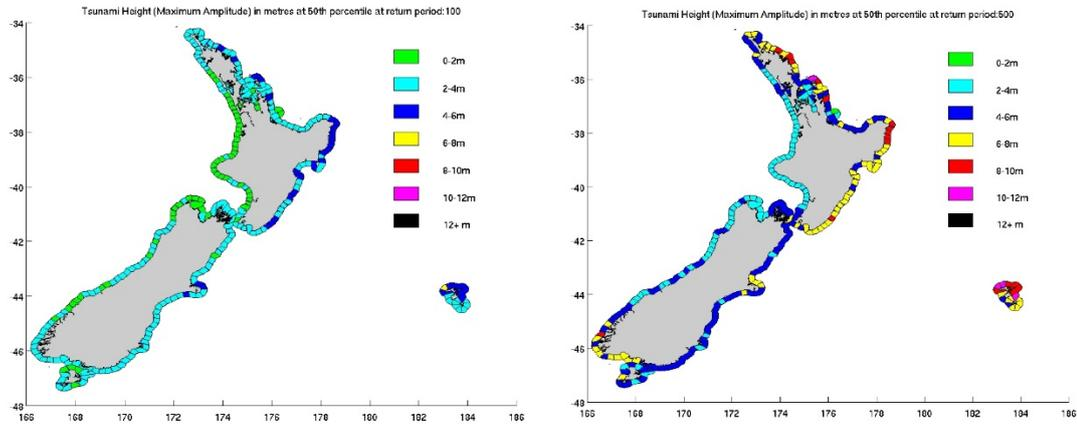 Tsunami Height (Maximum Amplitude) in metres at 50th percentile at return period:100
-34
-36
-38
-40
-42
-44
-46
-48
166
168
170
172
174
176
178
180
182
184
186
0-2m
2-4m
4-6m
6-8m
8-10m
10-12m
12+ m
Tsunami Height (Maximum Amplitude) in metres at 50th percentile at return period:500
-34
-36
-38
-40
-42
-44
-46
-48
166
168
170
172
174
176
178
180
182
184
186
0-2m
2-4m
4-6m
6-8m
8-10m
10-12m
12+ m